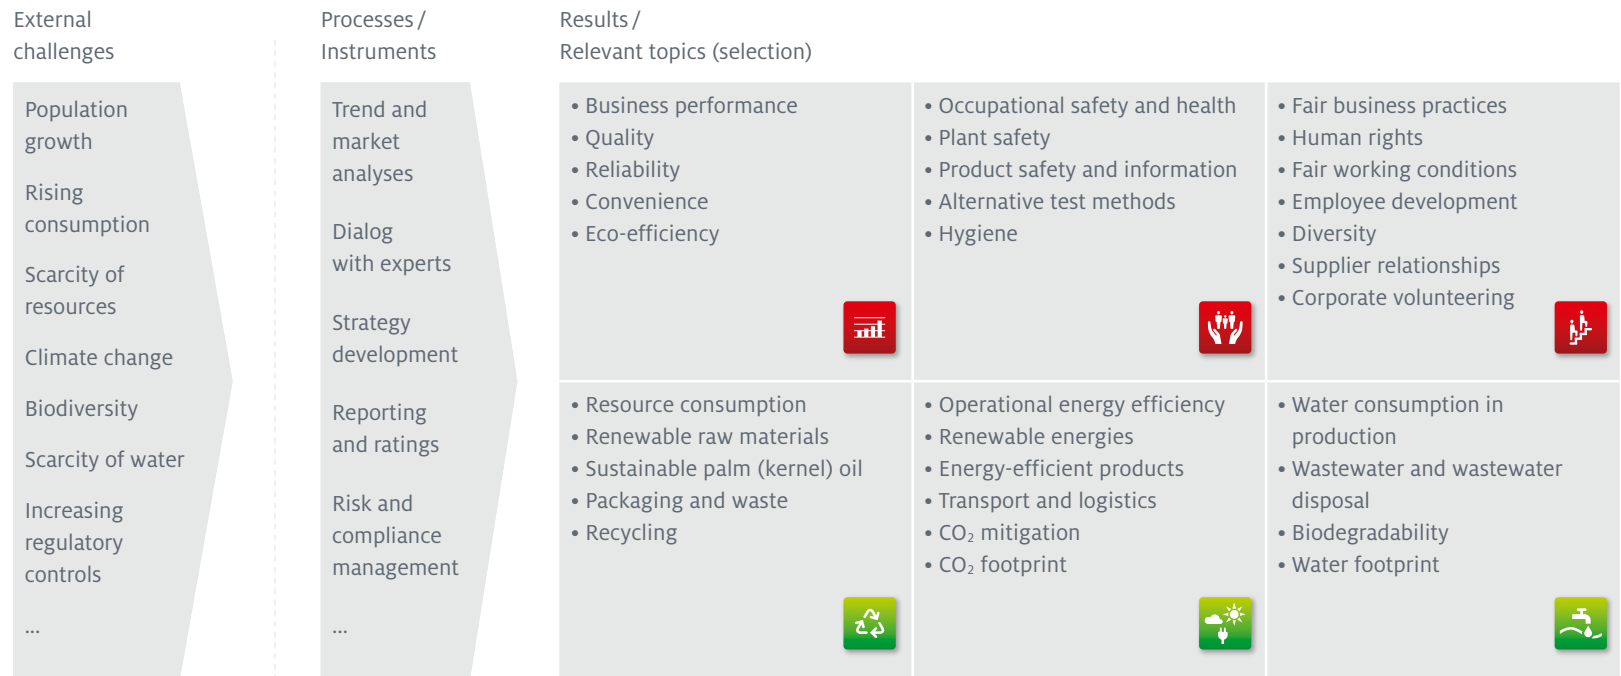 External
challenges
Processes /
Instruments
Results /
Relevant topics (selection)
Population
growth
Rising
consumption
Scarcity of
resources
Climate change
Biodiversity
Scarcity of water
Increasing
regulatory
controls
...
Trend and
market
analyses
Dialog
with experts
Strategy
development
Reporting
and ratings
Risk and
compliance
management
...
• Business performance
• Quality
• Reliability
• Convenience
• Eco-efficiency
• Occupational safety and health
• Plant safety
• Product safety and information
• Alternative test methods
• Hygiene
• Fair business practices
• Human rights
• Fair working conditions
• Employee development
• Diversity
• Supplier relationships
• Corporate volunteering
• Resource consumption
• Renewable raw materials
• Sustainable palm (kernel) oil
• Packaging and waste
• Recycling
• Operational energy efficiency
• Renewable energies
• Energy-efficient products
• Transport and logistics
• CO₂ mitigation
• CO₂ footprint
• Water consumption in
production
• Wastewater and wastewater
disposal
• Biodegradability
• Water footprint